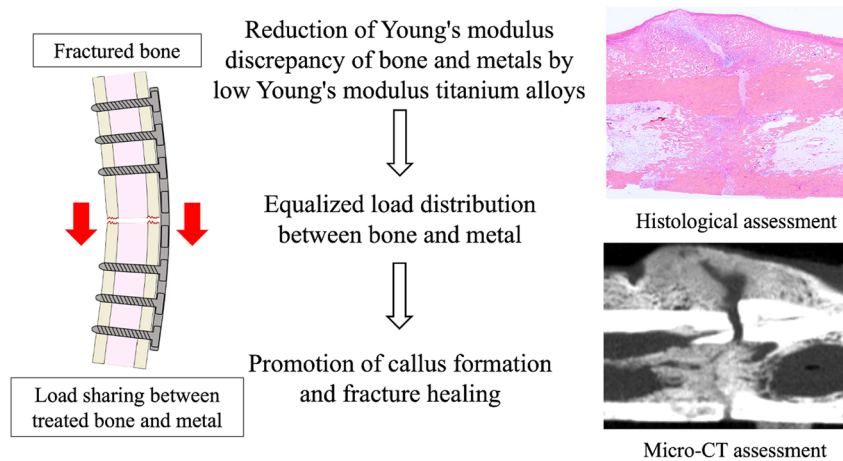 Fractured bone
Load sharing between
treated bone and metal
Reduction of Young's modulus
discrepancy of bone and metals by
low Young's modulus titanium alloys
Equalized load distribution
between bone and metal
Promotion of callus formation
and fracture healing
Histological assessment
Micro-CT assessment